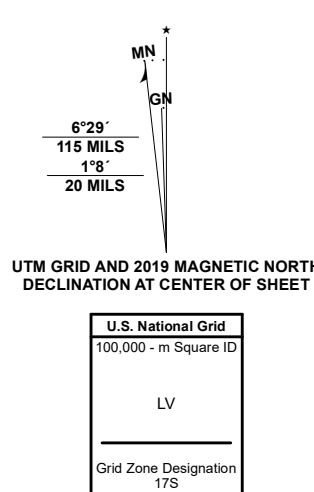 MN
GN
6°29´
115 MILS
1°8´
20 MILS
UTM GRID AND 2019 MAGNETIC NORTH
DECLINATION AT CENTER OF SHEET
U.S. National Grid
100,000 - m Square ID
LV
Grid Zone Designation
17S